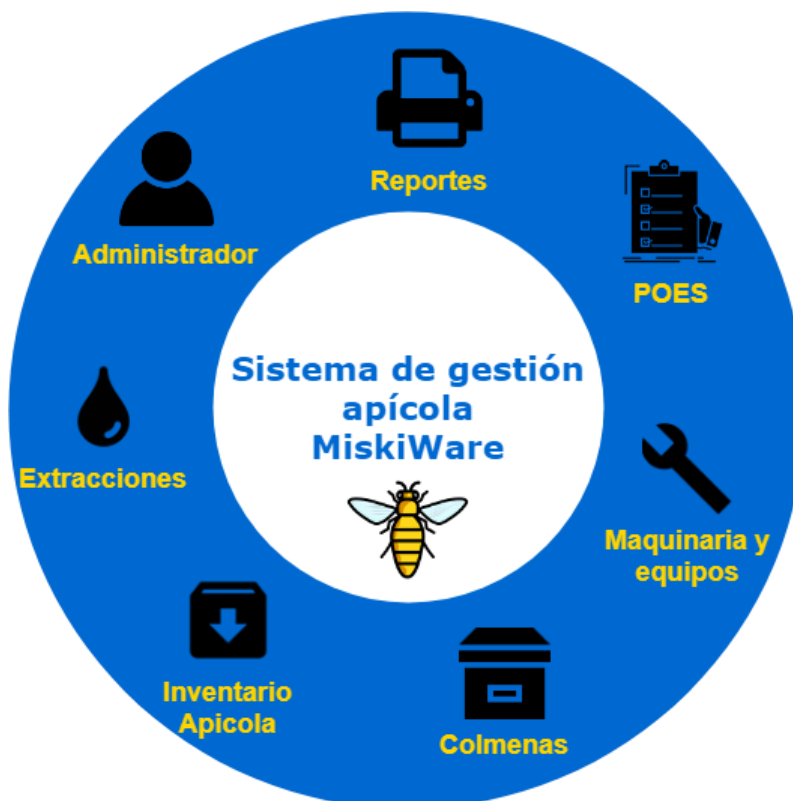 Reportes
Administrador
POES
Sistema de gestión
apícola
MiskiWare
Extracciones
Maquinaria y
equipos
Inventario
Apicola
Colmenas